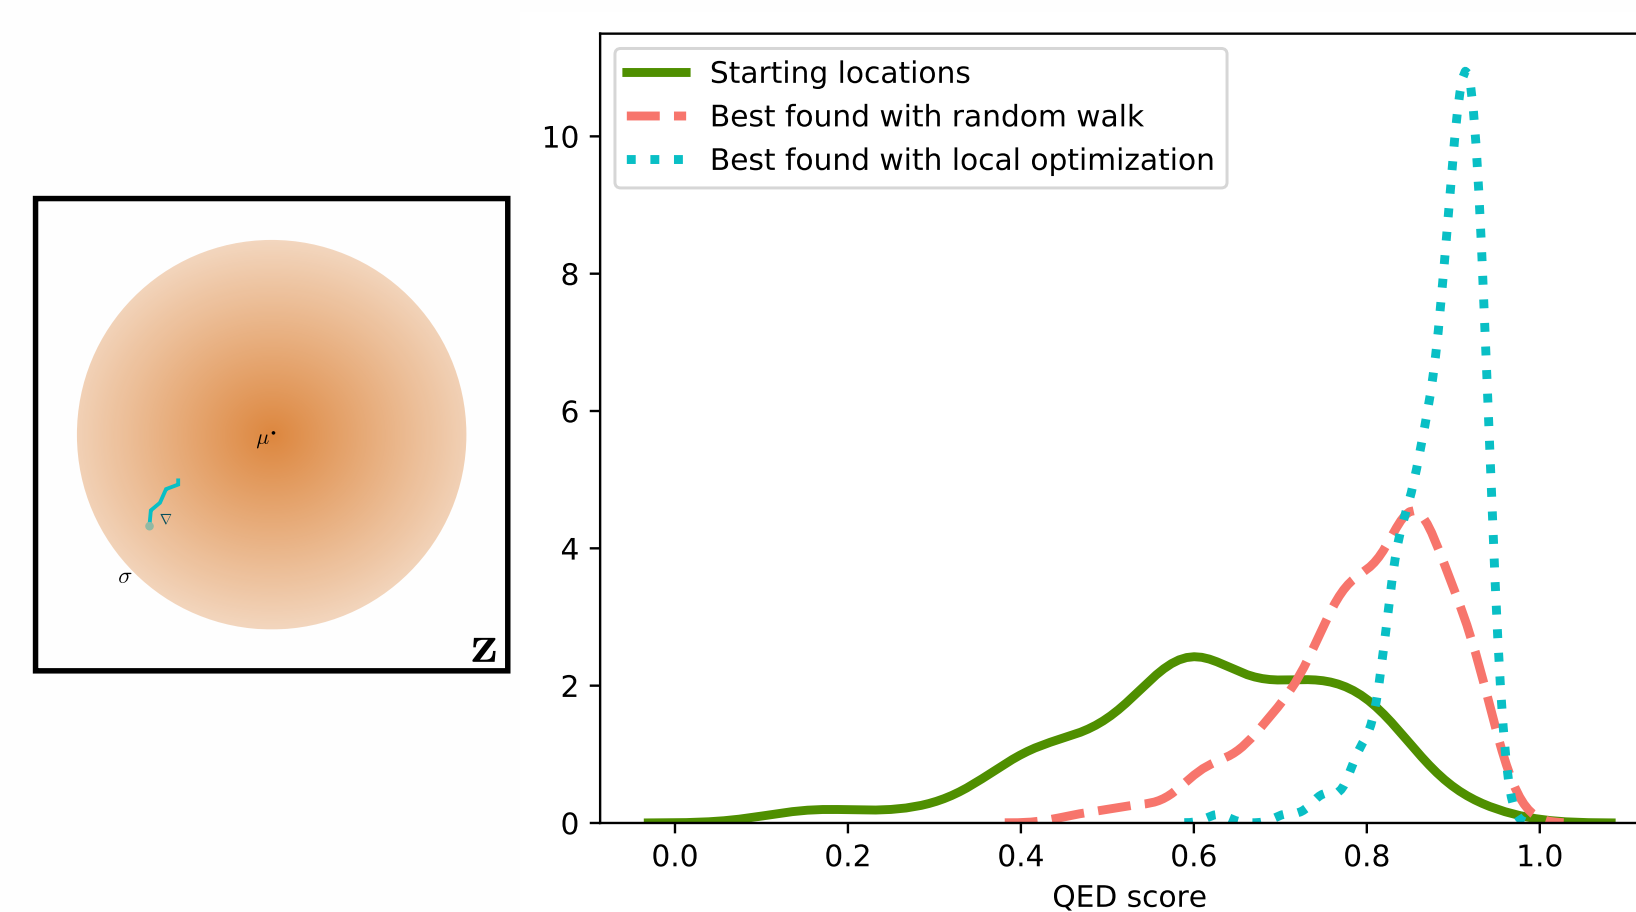 μ
∇
σ
Z
Starting locations
Best found with random walk
Best found with local optimization
10
8
6
4
2
0
0.0 0.2 0.4 0.6 0.8 1.0
QED score